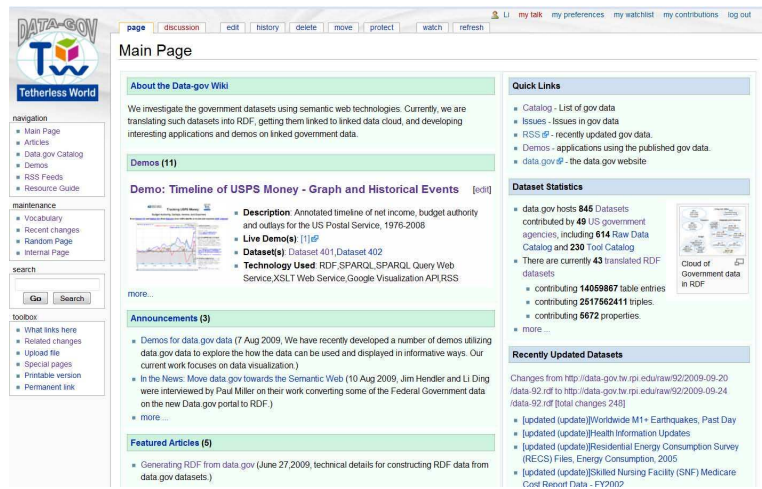 Li my talk my preferences my watchlist my contributions log out
DATA-GOV
TW
Tetherless World
page discussion edit history delete move protect watch refresh
Main Page
navigation
Main Page
Articles
Data.gov Catalog
Demos
RSS Feeds
Resource Guide
maintenance
Vocabulary
Recent changes
Random Page
Internal Page
search
Go Search
toolbox
What links here
Related changes
Upload file
Special pages
Printable version
Permanent link
About the Data-gov Wiki
We investigate the government datasets using semantic web technologies. Currently, we are
translating such datasets into RDF, getting them linked to linked data cloud, and developing
interesting applications and demos on linked government data.
Demos (11)
Demo: Timeline of USPS Money - Graph and Historical Events [edit]
Description: Annotated timeline of net income, budget authority
and outlays for the US Postal Service, 1976-2008
Live Demo(s): [1]
Dataset(s): Dataset 401,Dataset 402
Technology Used: RDF,SPARQL,SPARQL Query Web
Service,XSLT Web Service,Google Visualization API,RSS
more...
Announcements (3)
Demos for data.gov data (7 Aug 2009, We have recently developed a number of demos utilizing
data.gov data to explore the how the data can be used and displayed in informative ways. Our
current work focuses on data visualization.)
In the News: Move data.gov towards the Semantic Web (10 Aug 2009, Jim Hendler and Li Ding
were interviewed by Paul Miller on their work converting some of the Federal Government data
on the new Data.gov portal to RDF.)
more ...
Featured Articles (5)
Generating RDF from data.gov (June 27,2009, technical details for constructing RDF data from
data.gov datasets.)
Quick Links
Catalog - List of gov data
Issues - Issues in gov data
RSS - recently updated gov data.
Demos - applications using the published gov data.
data.gov - the data.gov website
Dataset Statistics
data.gov hosts 845 Datasets
contributed by 49 US government
agencies, including 614 Raw Data
Catalog and 230 Tool Catalog
There are currently 43 translated RDF
datasets
contributing 14059867 table entries
contributing 2517562411 triples.
contributing 5672 properties.
more ...
Cloud of
Government data
in RDF
Recently Updated Datasets
Changes from http://data-gov.tw.rpi.edu/raw/92/2009-09-20
/data-92.rdf to http://data-gov.tw.rpi.edu/raw/92/2009-09-24
/data-92.rdf [total changes 248]
[updated (update)]Worldwide M1+ Earthquakes, Past Day
[updated (update)]Health Information Updates
[updated (update)]Residential Energy Consumption Survey
(RECS) Files, Energy Consumption, 2005
[updated (update)]Skilled Nursing Facility (SNF) Medicare
Cost Report Data - FY2002